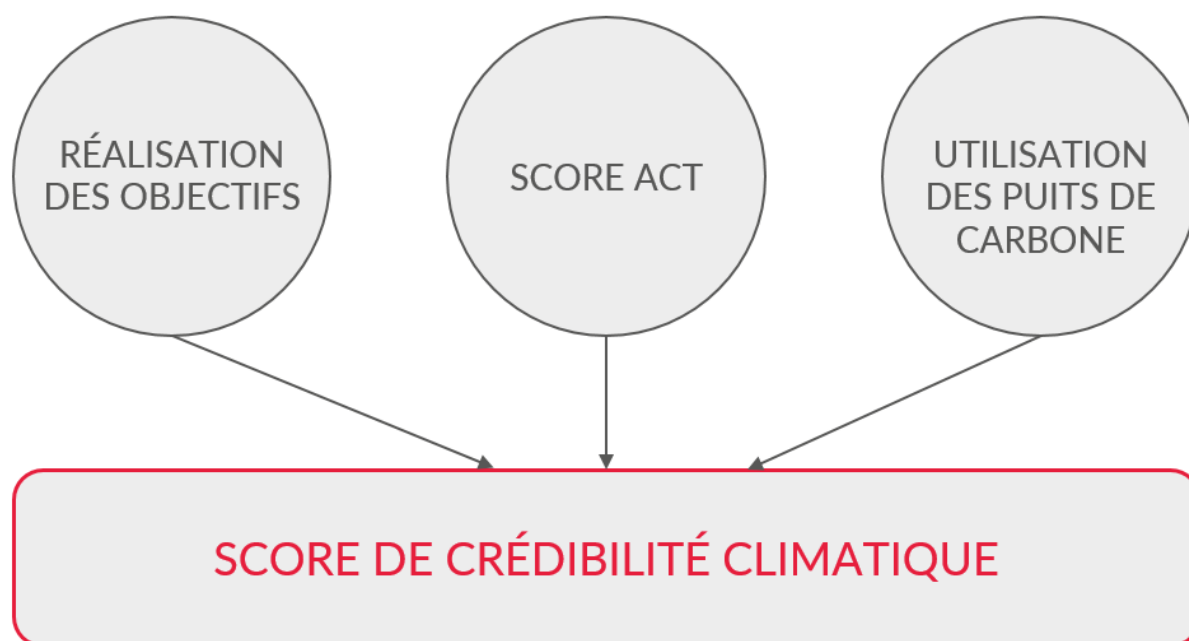 RÉALISATION
DES OBJECTIFS
SCORE ACT
UTILISATION
DES PUITS DE
CARBONE
SCORE DE CRÉDIBILITÉ CLIMATIQUE